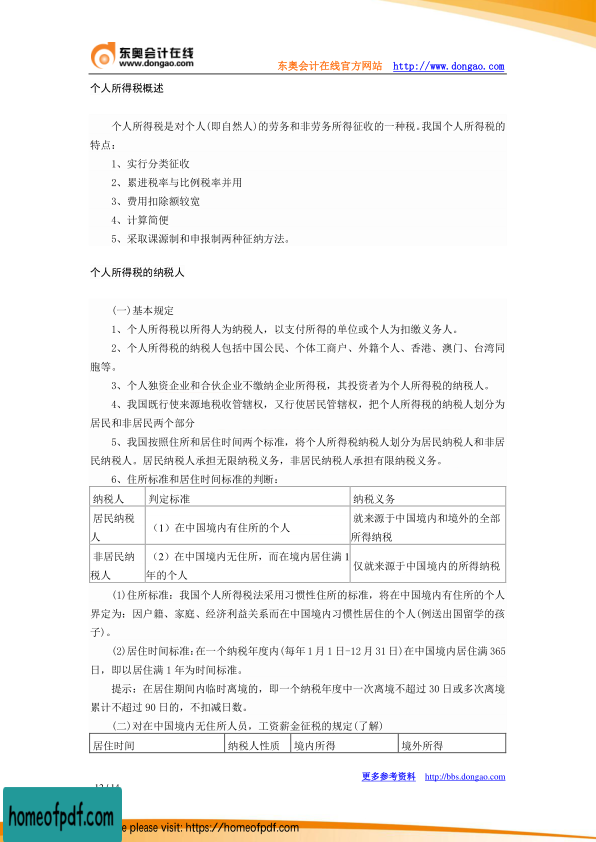 东奥会计在线
www.dongao.com
东奥会计在线官方网站 http://www.dongao.com
个人所得税概述
个人所得税是对个人(即自然人)的劳务和非劳务所得征收的一种税。我国个人所得税的
特点:
1、实行分类征收
2、累进税率与比例税率并用
3、费用扣除额较宽
4、计算简便
5、采取课源制和申报制两种征纳方法。
个人所得税的纳税人
(一)基本规定
1、个人所得税以所得人为纳税人，以支付所得的单位或个人为扣缴义务人。
2、个人所得税的纳税人包括中国公民、个体工商户、外籍个人、香港、澳门、台湾同
胞等。
3、个人独资企业和合伙企业不缴纳企业所得税，其投资者为个人所得税的纳税人。
4、我国既行使来源地税收管辖权，又行使居民管辖权，把个人所得税的纳税人划分为
居民和非居民两个部分
5、我国按照住所和居住时间两个标准，将个人所得税纳税人划分为居民纳税人和非居
民纳税人。居民纳税人承担无限纳税义务，非居民纳税人承担有限纳税义务。
6、住所标准和居住时间标准的判断:
纳税人 判定标准 纳税义务
居民纳税
人
（1）在中国境内有住所的个人
就来源于中国境内和境外的全部
所得纳税
非居民纳
税人
（2）在中国境内无住所，而在境内居住满 1
年的个人
仅就来源于中国境内的所得纳税
(1)住所标准: 我国个人所得税法采用习惯性住所的标准，将在中国境内有住所的个人
界定为: 因户籍、家庭、经济利益关系而在中国境内习惯性居住的个人(例送出国留学的孩
子)。
(2)居住时间标准:在一个纳税年度内(每年 1 月 1 日-12 月 31 日)在中国境内居住满 365
日，即以居住满 1 年为时间标准。
提示: 在居住期间内临时离境的，即一个纳税年度中一次离境不超过 30 日或多次离境
累计不超过 90 日的，不扣减日数。
(二)对在中国境内无住所人员，工资薪金征税的规定(了解)
居住时间 纳税人性质 境内所得 境外所得
更多参考资料 http://bbs.dongao.com
homeofpdf.com
e please visit: https://homeofpdf.com